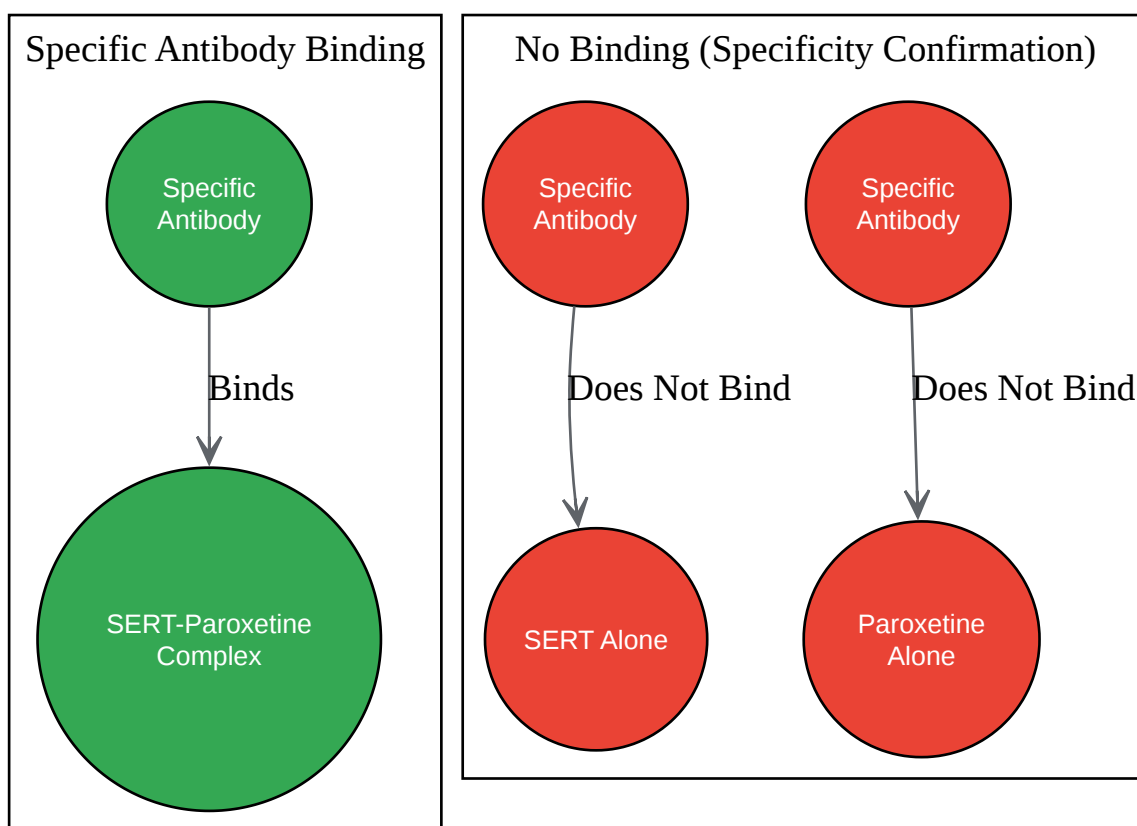 Specific Antibody Binding
Specific
Antibody
Binds
SERT-Paroxetine
Complex
No Binding (Specificity Confirmation)
Specific
Antibody
Does Not Bind
SERT Alone
Specific
Antibody
Does Not Bind
Paroxetine
Alone